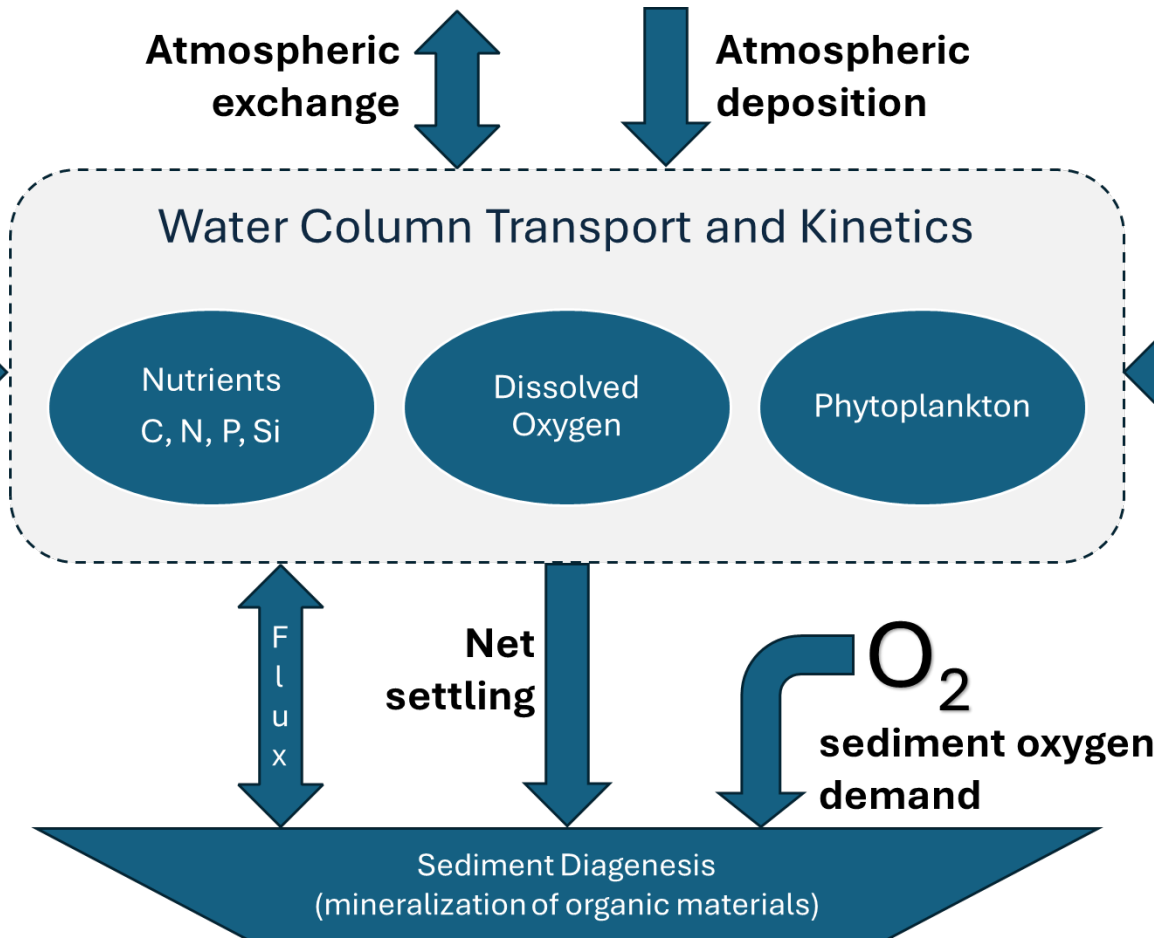 Atmospheric
exchange
Atmospheric
deposition
Water Column Transport and Kinetics
Nutrients
C, N, P, Si
Dissolved
Oxygen
Phytoplankton
Flux
Net
settling
O₂
sediment oxygen
demand
Sediment Diagenesis
(mineralization of organic materials)